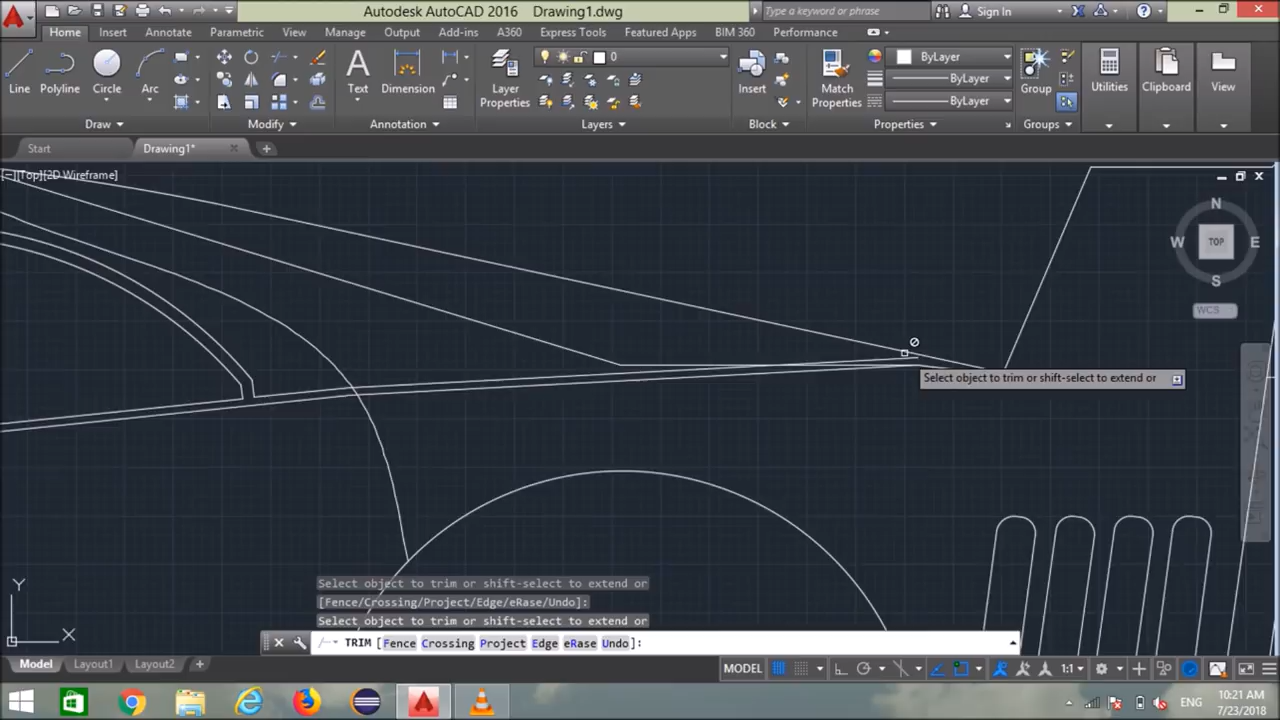 Autodesk AutoCAD 2016 Drawing1.dwg
Type a keyword or phrase
Sign In
Home Insert Annotate Parametric View Manage Output Add-ins A360 Express Tools Featured Apps BIM 360 Performance
Line Polyline Circle Arc
Text Dimension
Layer
Properties
0
Insert
Match
Properties
ByLayer
ByLayer
ByLayer
Group
Utilities Clipboard View
Draw Modify Annotation Layers Block Properties Groups
Start Drawing1*
[−][Top][2D Wireframe]
N
W TOP E
S
WCS
Select object to trim or shift-select to extend or
Y
X
Select object to trim or shift-select to extend or
[Fence/Crossing/Project/Edge/eRase/Undo]:
Select object to trim or shift-select to extend or
TRIM [Fence Crossing Project Edge eRase Undo]:
Model Layout1 Layout2
MODEL 1:1
ENG
10:21 AM
7/23/2018